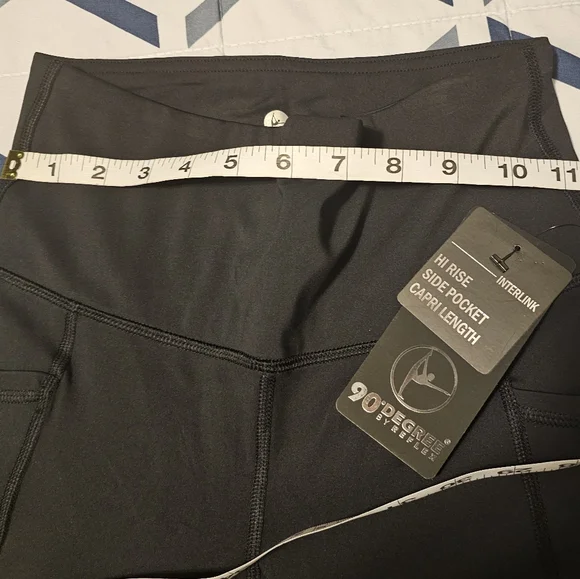 1 2 3 4 5 6 7 8 9 10 11
INTERLINK
HI RISE
SIDE POCKET
CAPRI LENGTH
90°DEGREE®
BY REFLEX